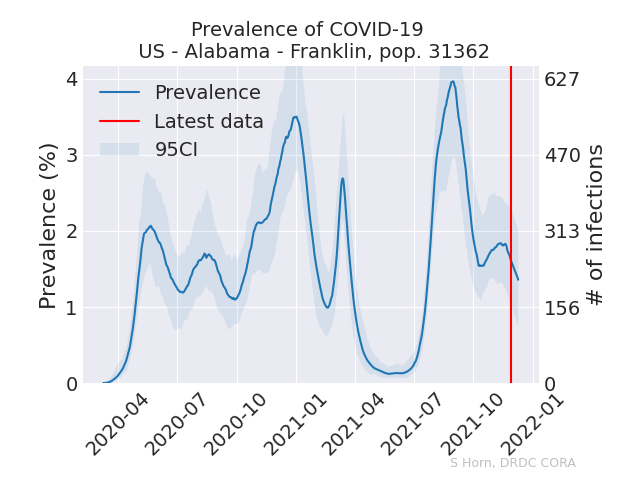 Prevalence of COVID-19
US - Alabama - Franklin, pop. 31362
Prevalence
Latest data
95CI
Prevalence (%)
4
3
2
1
0
627
470
313
156
0
# of infections
2020-04
2020-07
2020-10
2021-01
2021-04
2021-07
2021-10
2022-01
S Horn, DRDC CORA